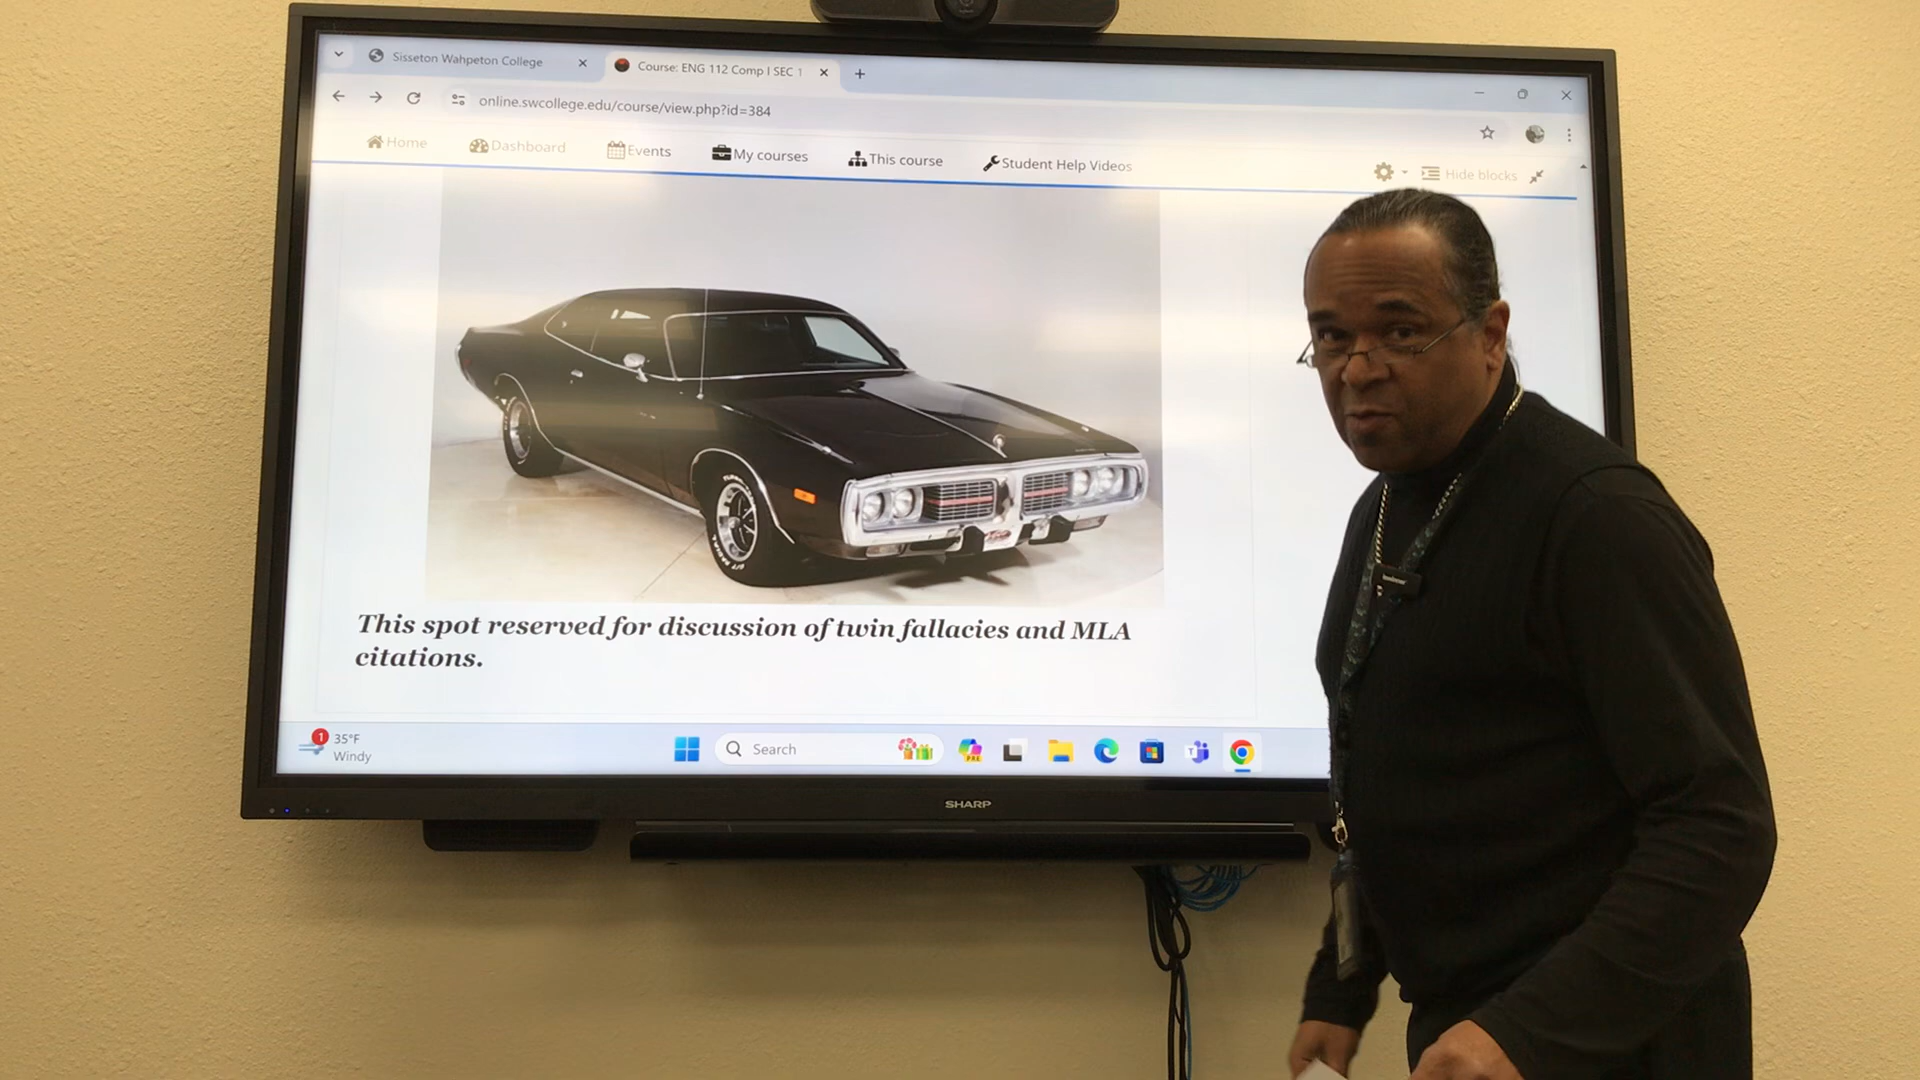 Sisseton Wahpeton College
Course: ENG 112 Comp I SEC 1
online.swcollege.edu/course/view.php?id=384
Home Dashboard Events My courses This course Student Help Videos Hide blocks
This spot reserved for discussion of twin fallacies and MLA
citations.
1 35°F
Windy
Search
PRE
T
SHARP